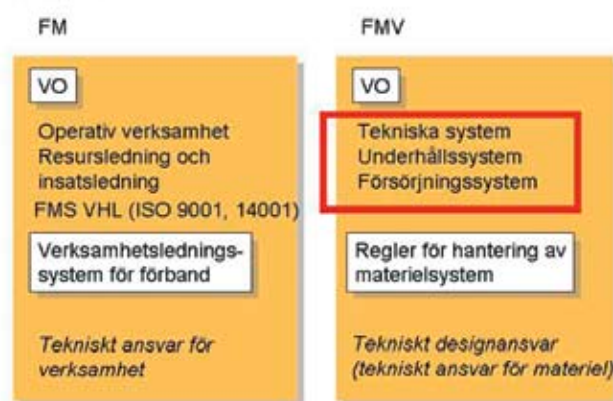 FM
VO
Operativ verksamhet
Resursledning och
insatsledning
FMS VHL (ISO 9001, 14001)
Verksamhetslednings-
system för förband
Tekniskt ansvar för
verksamhet
FMV
VO
Tekniska system
Underhållssystem
Försörjningssystem
Regler för hantering av
materielsystem
Tekniskt designansvar
(tekniskt ansvar för materiel)